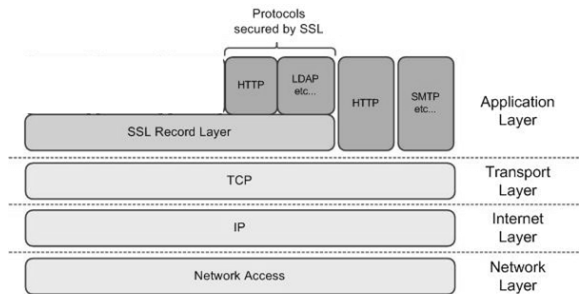 Protocols
secured by SSL
HTTP
LDAP
etc...
HTTP
SMTP
etc...
Application
Layer
SSL Record Layer
TCP
Transport
Layer
IP
Internet
Layer
Network Access
Network
Layer